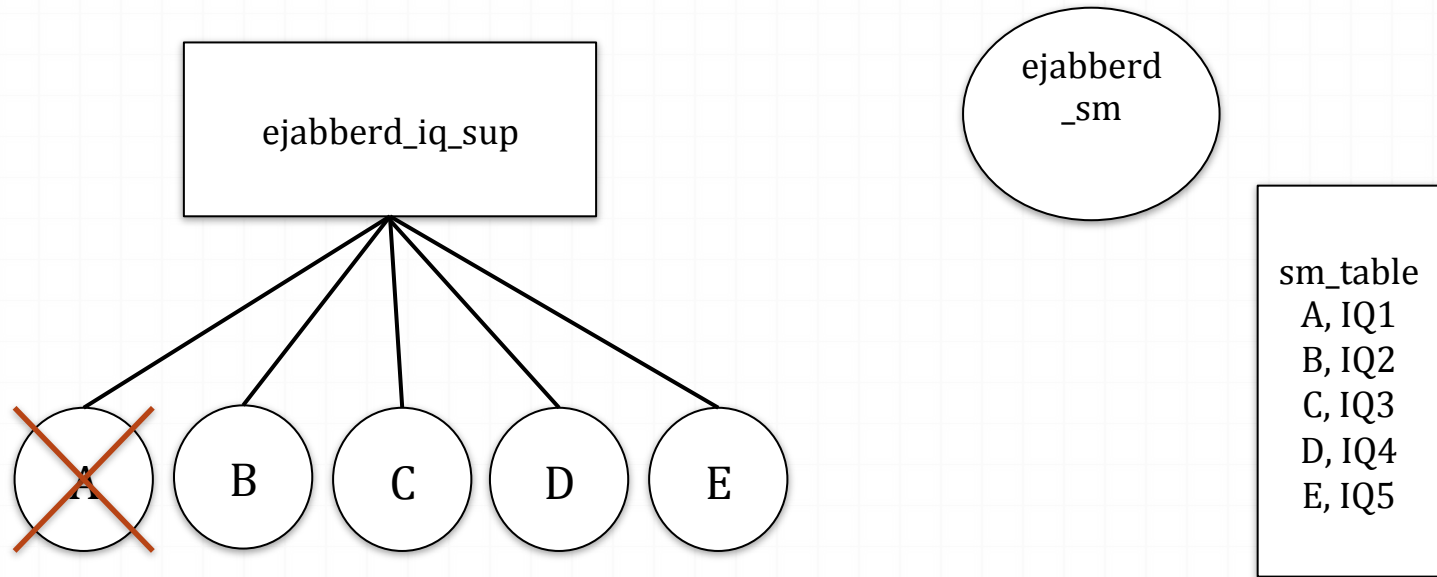 ejabberd_iq_sup
ejabberd
_sm
sm_table
A, IQ1
B, IQ2
C, IQ3
D, IQ4
E, IQ5
A
B
C
D
E